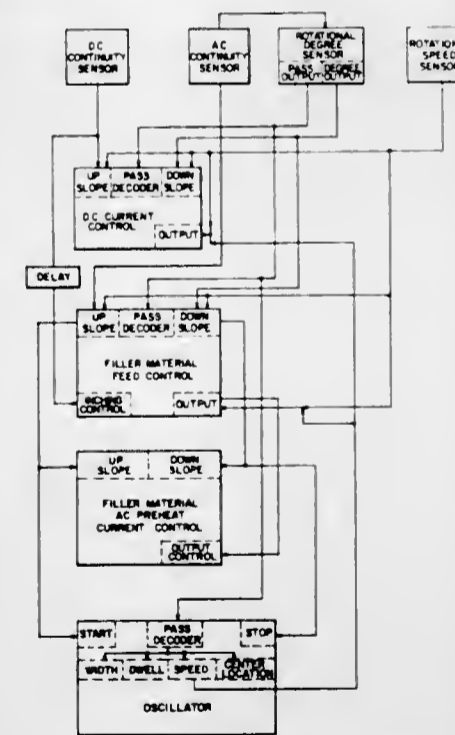 DC
CONTINUITY
SENSOR
AC
CONTINUITY
SENSOR
ROTATIONAL
DEGREE
SENSOR
PASS
OUTPUT
DEGREE
OUTPUT
SPEED
SENSOR
UP
SLOPE
PASS
DECODER
DOWN
SLOPE
DC CURRENT
CONTROL
OUTPUT
DELAY
UP
SLOPE
PASS
DECODER
DOWN
SLOPE
FILLER MATERIAL
FEED CONTROL
INCHING
CONTROL
OUTPUT
UP
SLOPE
DOWN
SLOPE
FILLER MATERIAL
AC PREHEAT
CURRENT CONTROL
OUTPUT
CONTROL
START
PASS
DECODER
STOP
WIDTH
DWELL
SPEED
CENTER
LOCATION
OSCILLATOR